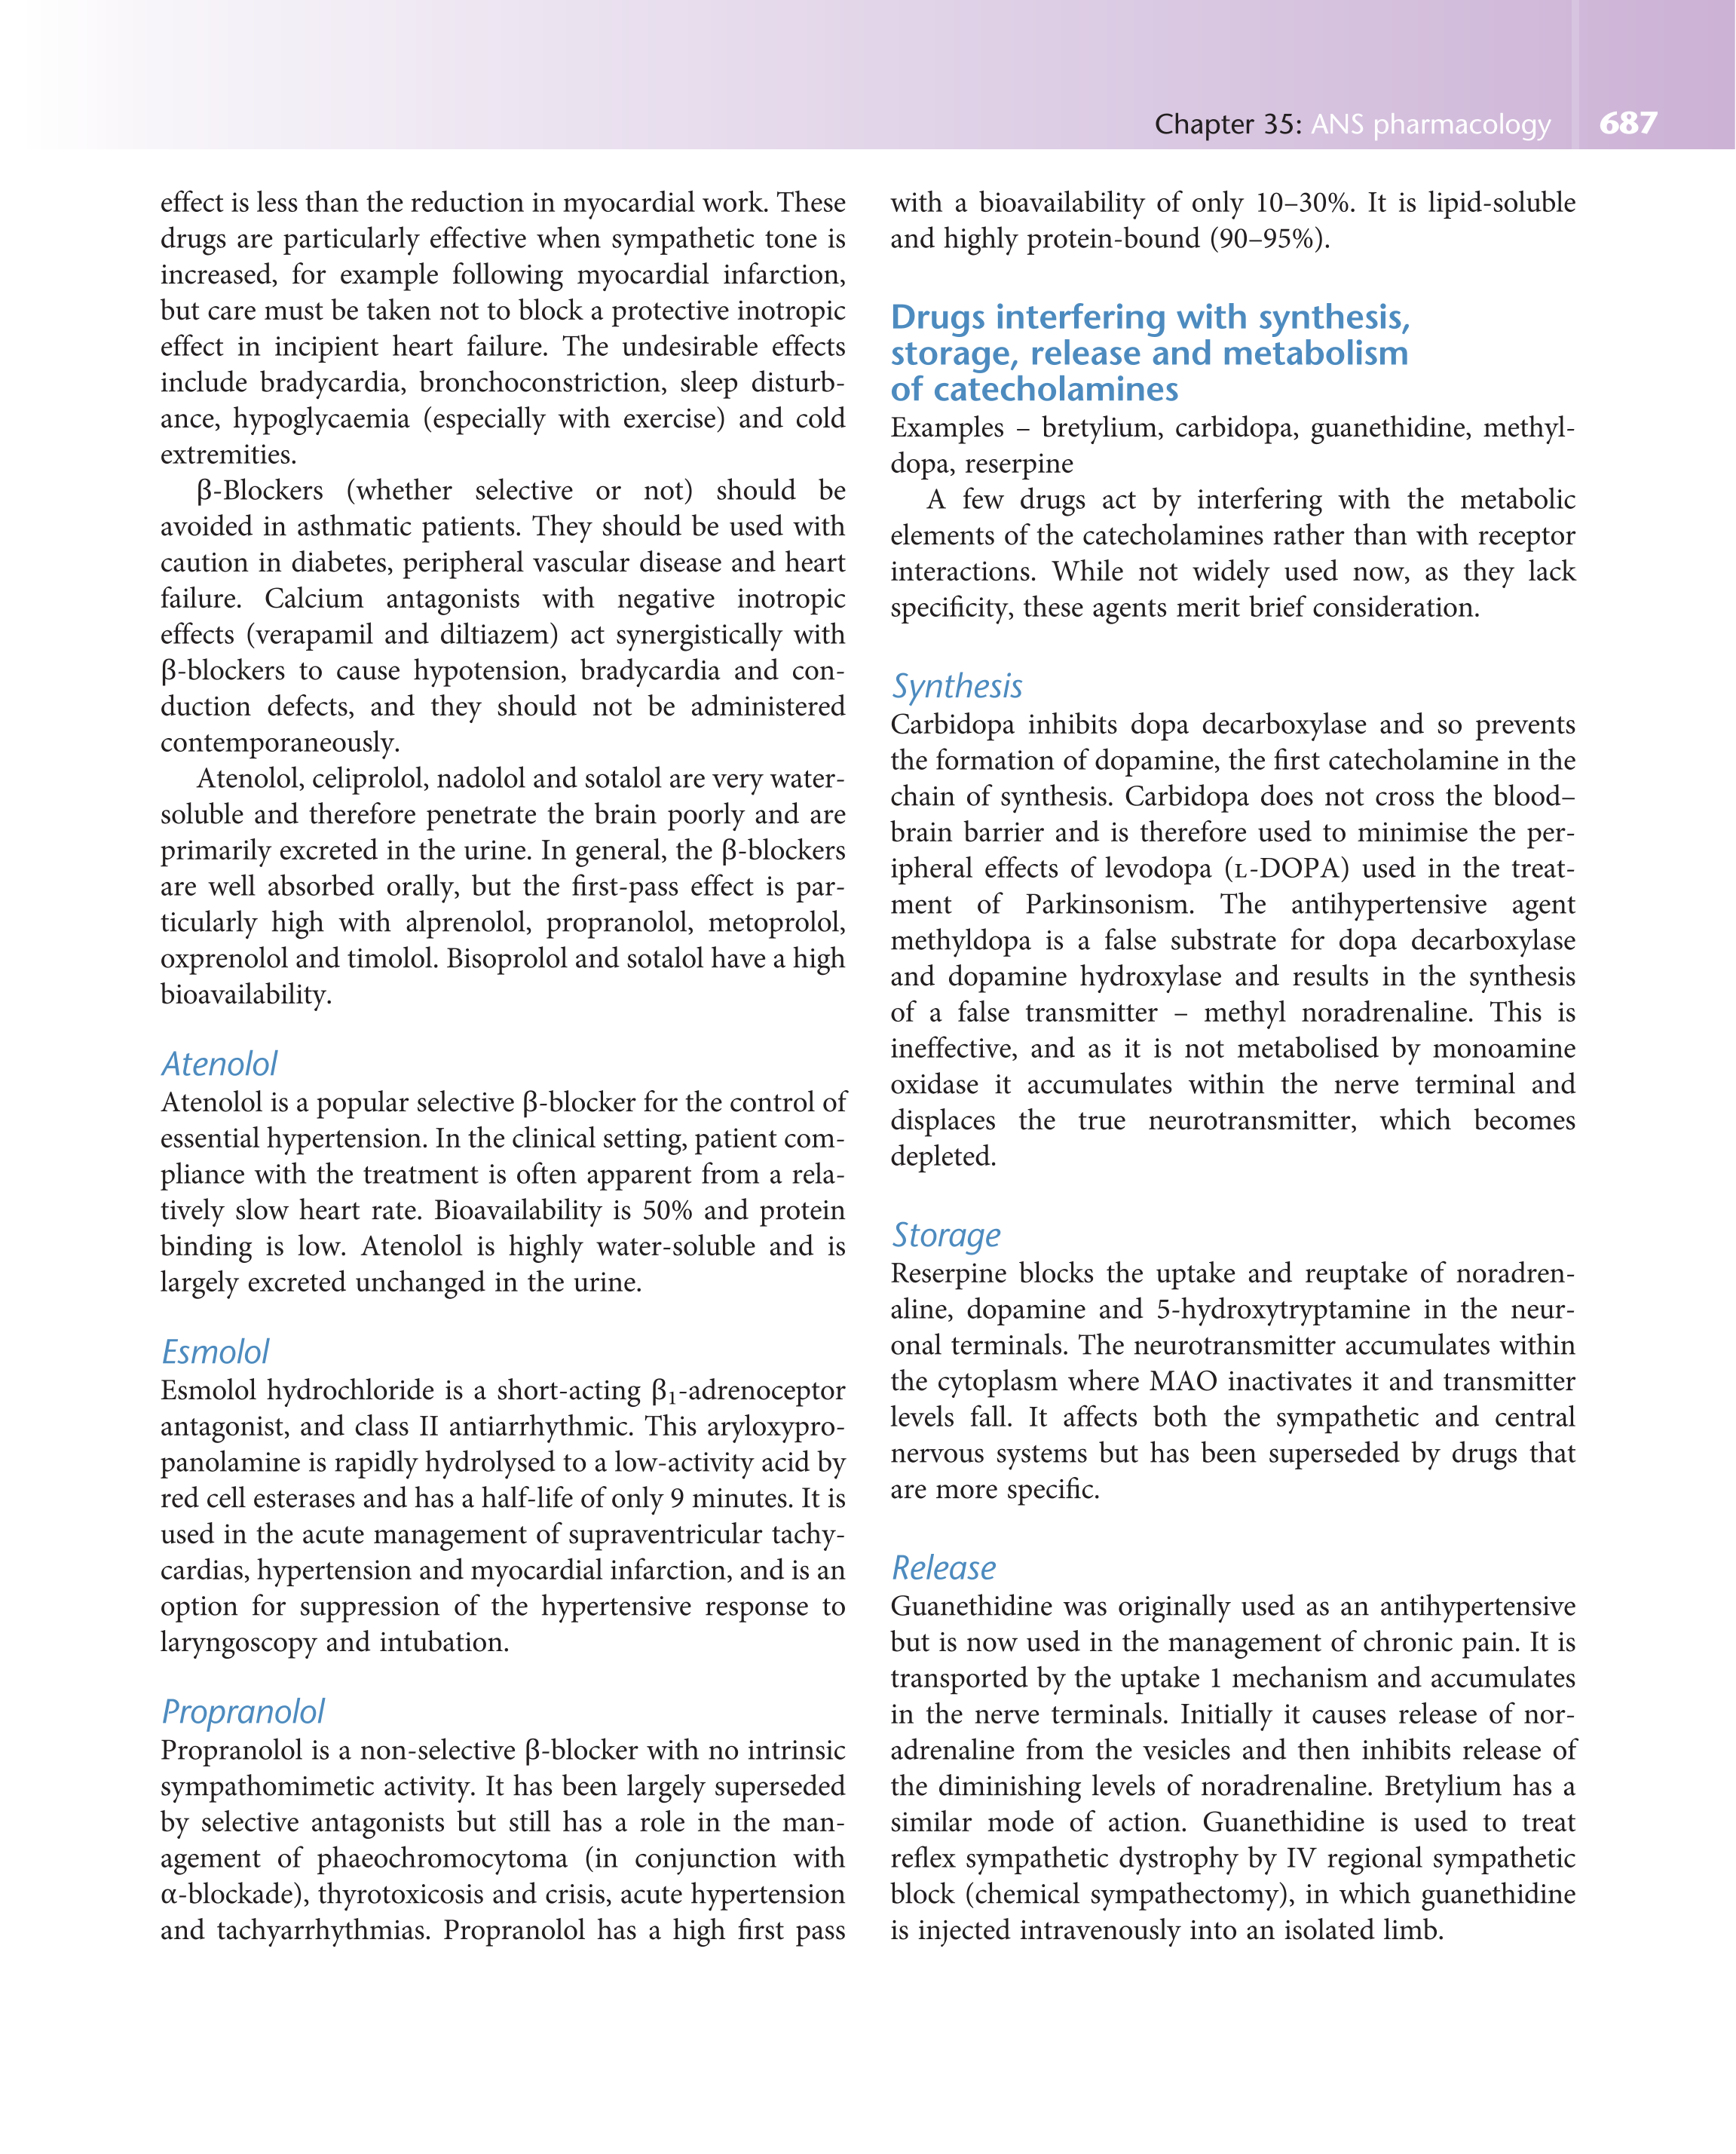 Chapter 35: ANS pharmacology 687
effect is less than the reduction in myocardial work. These
drugs are particularly effective when sympathetic tone is
increased, for example following myocardial infarction,
but care must be taken not to block a protective inotropic
effect in incipient heart failure. The undesirable effects
include bradycardia, bronchoconstriction, sleep disturb-
ance, hypoglycaemia (especially with exercise) and cold
extremities.
β-Blockers (whether selective or not) should be
avoided in asthmatic patients. They should be used with
caution in diabetes, peripheral vascular disease and heart
failure. Calcium antagonists with negative inotropic
effects (verapamil and diltiazem) act synergistically with
β-blockers to cause hypotension, bradycardia and con-
duction defects, and they should not be administered
contemporaneously.
Atenolol, celiprolol, nadolol and sotalol are very water-
soluble and therefore penetrate the brain poorly and are
primarily excreted in the urine. In general, the β-blockers
are well absorbed orally, but the first-pass effect is par-
ticularly high with alprenolol, propranolol, metoprolol,
oxprenolol and timolol. Bisoprolol and sotalol have a high
bioavailability.
Atenolol
Atenolol is a popular selective β-blocker for the control of
essential hypertension. In the clinical setting, patient com-
pliance with the treatment is often apparent from a rela-
tively slow heart rate. Bioavailability is 50% and protein
binding is low. Atenolol is highly water-soluble and is
largely excreted unchanged in the urine.
Esmolol
Esmolol hydrochloride is a short-acting β₁-adrenoceptor
antagonist, and class II antiarrhythmic. This aryloxypro-
panolamine is rapidly hydrolysed to a low-activity acid by
red cell esterases and has a half-life of only 9 minutes. It is
used in the acute management of supraventricular tachy-
cardias, hypertension and myocardial infarction, and is an
option for suppression of the hypertensive response to
laryngoscopy and intubation.
Propranolol
Propranolol is a non-selective β-blocker with no intrinsic
sympathomimetic activity. It has been largely superseded
by selective antagonists but still has a role in the man-
agement of phaeochromocytoma (in conjunction with
α-blockade), thyrotoxicosis and crisis, acute hypertension
and tachyarrhythmias. Propranolol has a high first pass
with a bioavailability of only 10–30%. It is lipid-soluble
and highly protein-bound (90–95%).
Drugs interfering with synthesis,
storage, release and metabolism
of catecholamines
Examples – bretylium, carbidopa, guanethidine, methyl-
dopa, reserpine
A few drugs act by interfering with the metabolic
elements of the catecholamines rather than with receptor
interactions. While not widely used now, as they lack
specificity, these agents merit brief consideration.
Synthesis
Carbidopa inhibits dopa decarboxylase and so prevents
the formation of dopamine, the first catecholamine in the
chain of synthesis. Carbidopa does not cross the blood–
brain barrier and is therefore used to minimise the per-
ipheral effects of levodopa (ʟ-DOPA) used in the treat-
ment of Parkinsonism. The antihypertensive agent
methyldopa is a false substrate for dopa decarboxylase
and dopamine hydroxylase and results in the synthesis
of a false transmitter – methyl noradrenaline. This is
ineffective, and as it is not metabolised by monoamine
oxidase it accumulates within the nerve terminal and
displaces the true neurotransmitter, which becomes
depleted.
Storage
Reserpine blocks the uptake and reuptake of noradren-
aline, dopamine and 5-hydroxytryptamine in the neur-
onal terminals. The neurotransmitter accumulates within
the cytoplasm where MAO inactivates it and transmitter
levels fall. It affects both the sympathetic and central
nervous systems but has been superseded by drugs that
are more specific.
Release
Guanethidine was originally used as an antihypertensive
but is now used in the management of chronic pain. It is
transported by the uptake 1 mechanism and accumulates
in the nerve terminals. Initially it causes release of nor-
adrenaline from the vesicles and then inhibits release of
the diminishing levels of noradrenaline. Bretylium has a
similar mode of action. Guanethidine is used to treat
reflex sympathetic dystrophy by IV regional sympathetic
block (chemical sympathectomy), in which guanethidine
is injected intravenously into an isolated limb.